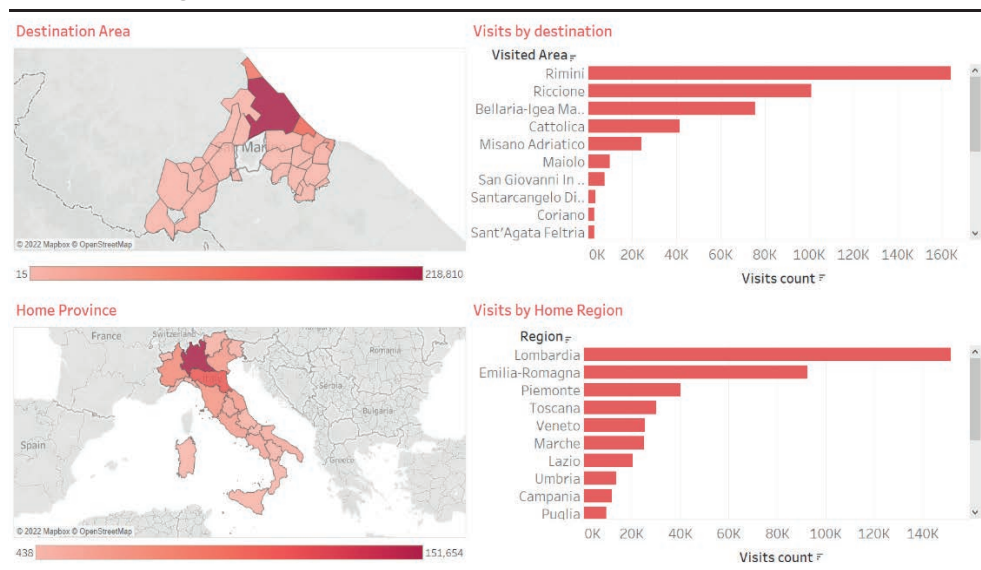 Destination Area
San Mar
© 2022 Mapbox © OpenStreetMap
15
218,810
Visits by destination
Visited Area
Rimini
Riccione
Bellaria-Igea Ma..
Cattolica
Misano Adriatico
Maiolo
San Giovanni In ..
Santarcangelo Di..
Coriano
Sant'Agata Feltria
0K 20K 40K 60K 80K 100K 120K 140K 160K
Visits count
Home Province
France
Switzerland
Romania
Serbia
Bulgaria
Spain
Greece
© 2022 Mapbox © OpenStreetMap
438
151,654
Visits by Home Region
Region
Lombardia
Emilia-Romagna
Piemonte
Toscana
Veneto
Marche
Lazio
Umbria
Campania
Puglia
0K 20K 40K 60K 80K 100K 120K 140K
Visits count